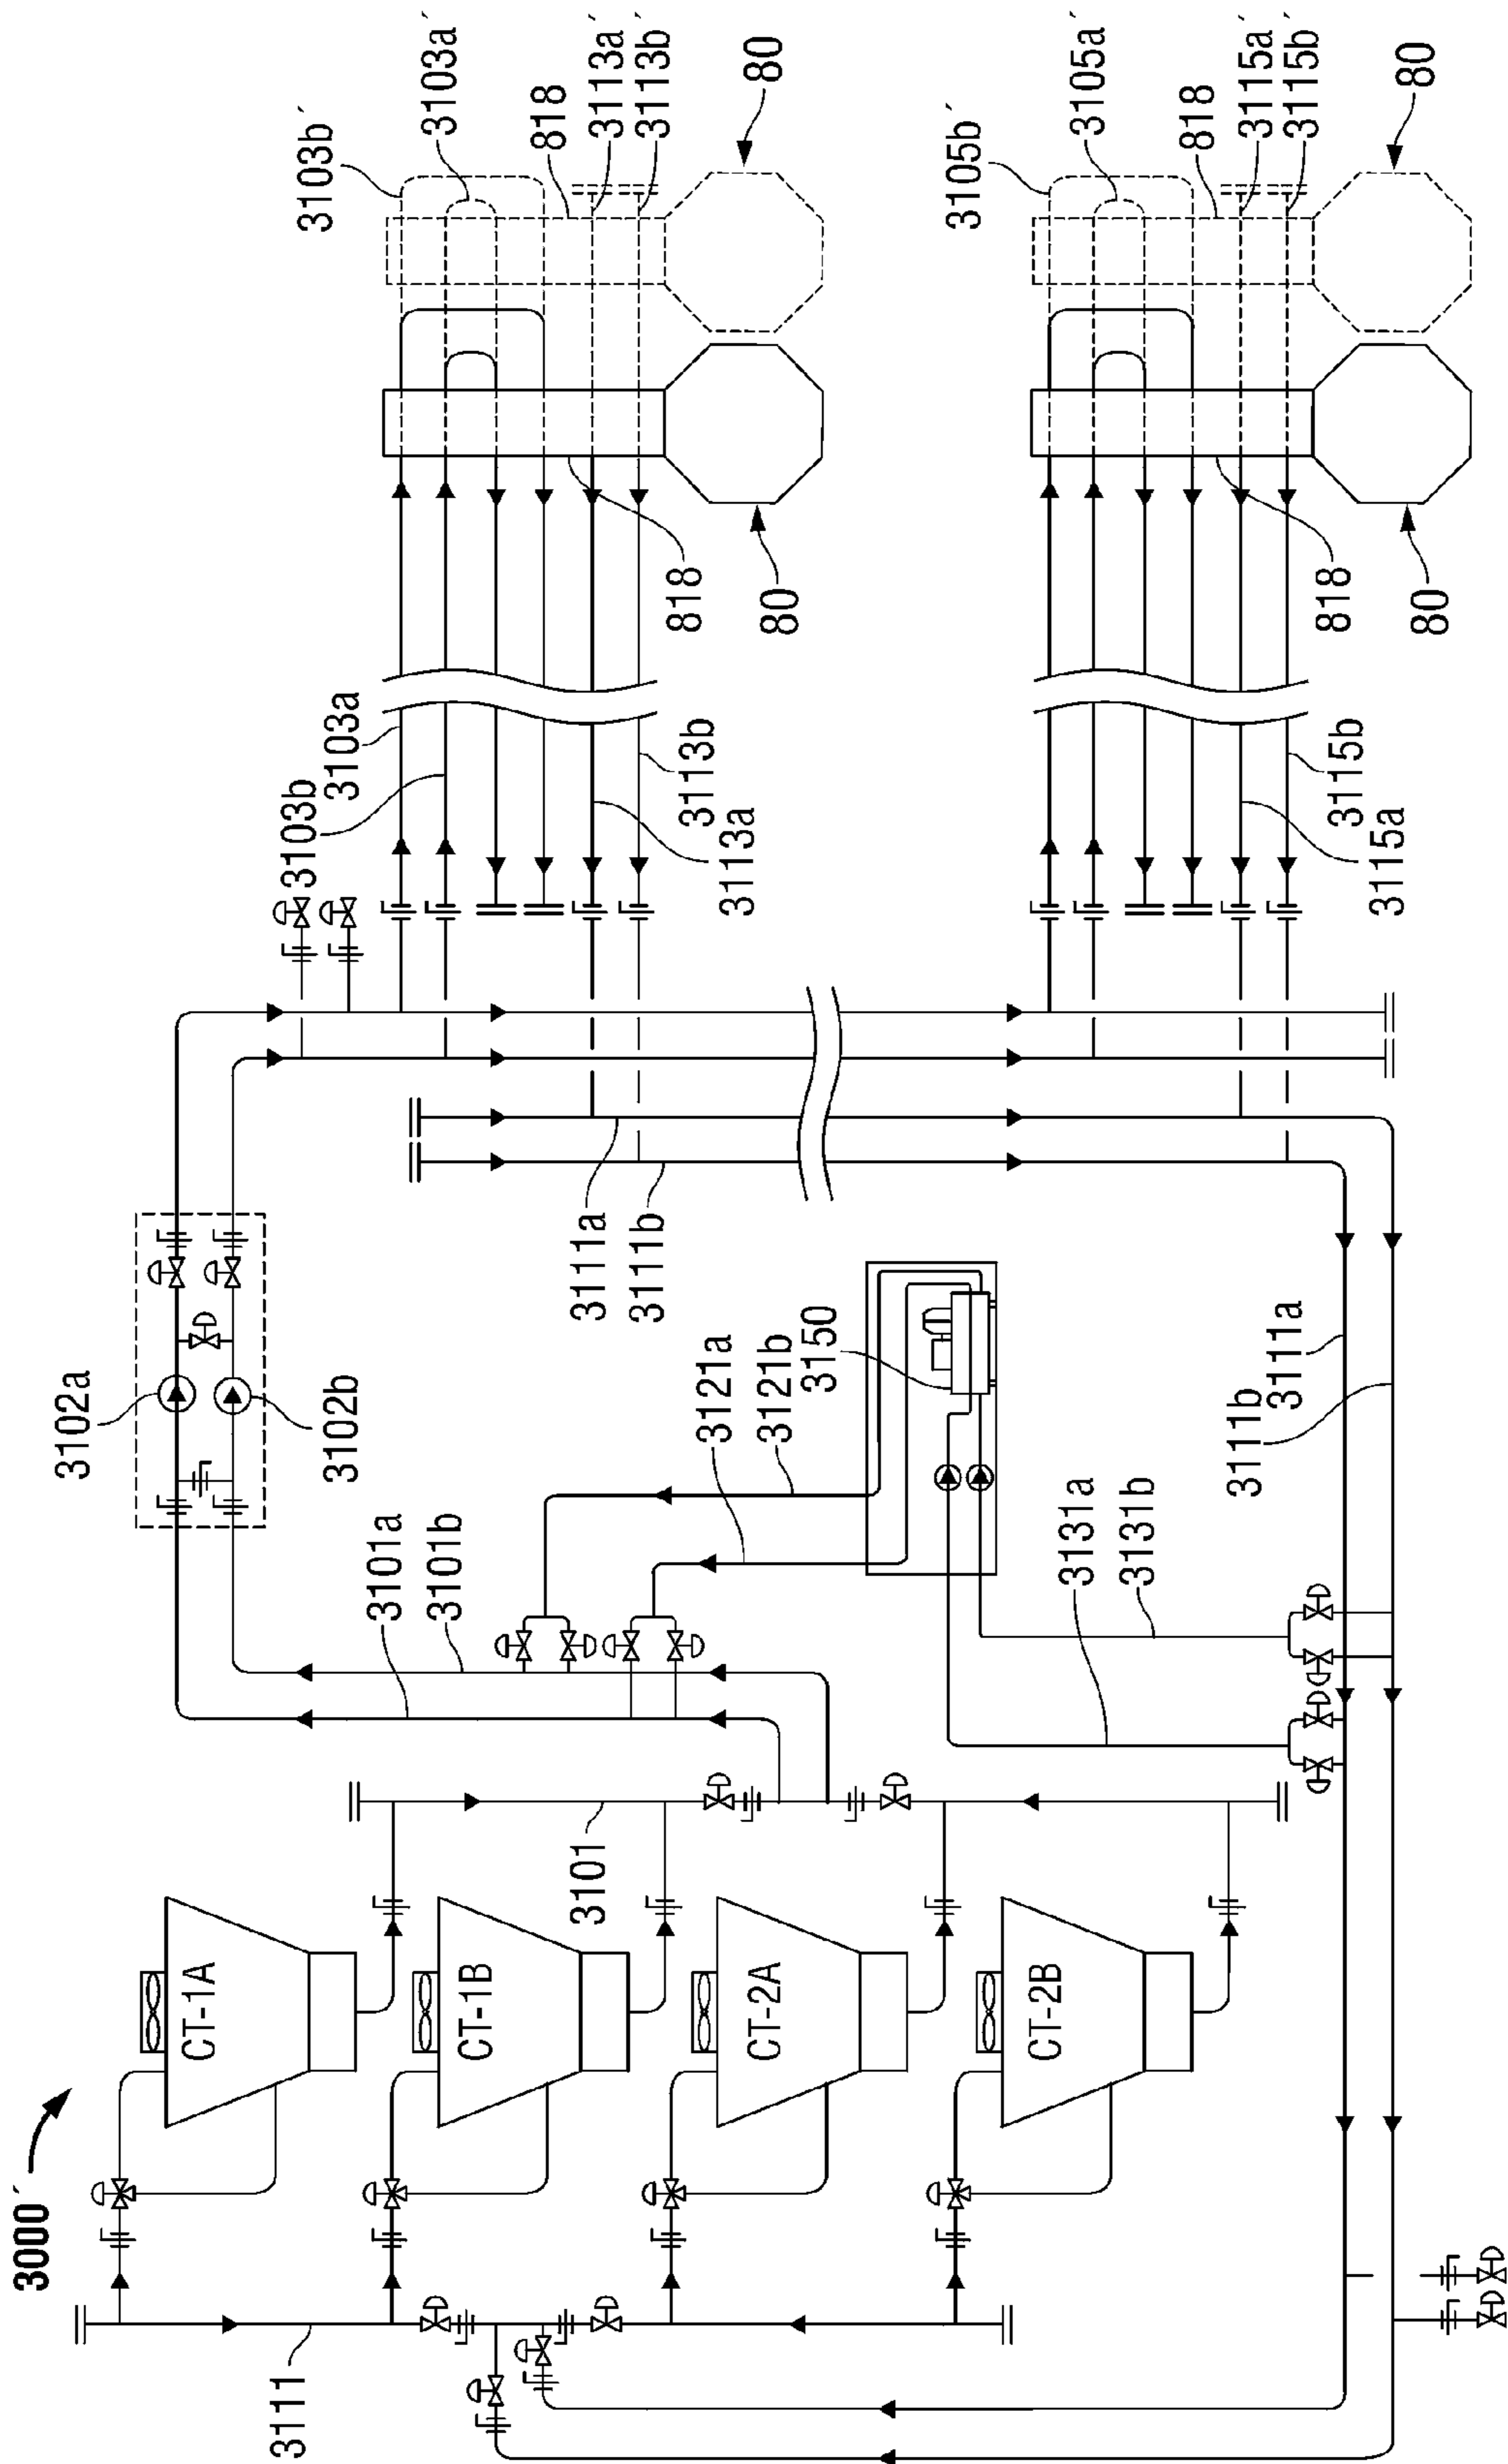 3000´
3102a
CT-1A
3111
3103b
3103b´
3102b
3103a
3101a
3101b
3103a´
CT-1B
818
3101
3111a
3113a´
3111b
3113b´
818
3113b
3113a
3121a
CT-2A
80
3121b
80
3150
3105b´
CT-2B
3131a
3105a´
3131b
818
3111b
3115a´
3111a
3115b´
818
3115b
3115a
80
80